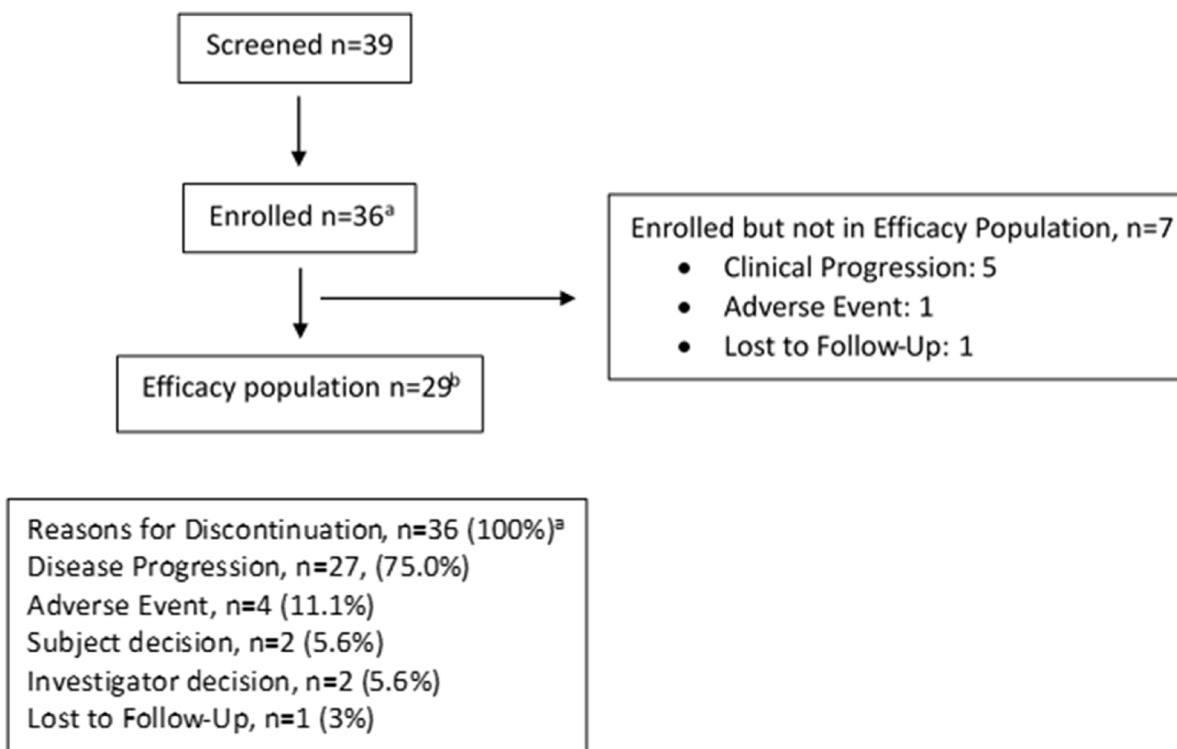 Screened n=39
Enrolled n=36ᵃ
Enrolled but not in Efficacy Population, n=7
• Clinical Progression: 5
• Adverse Event: 1
• Lost to Follow-Up: 1
Efficacy population n=29ᵇ
Reasons for Discontinuation, n=36 (100%)ᵃ
Disease Progression, n=27, (75.0%)
Adverse Event, n=4 (11.1%)
Subject decision, n=2 (5.6%)
Investigator decision, n=2 (5.6%)
Lost to Follow-Up, n=1 (3%)